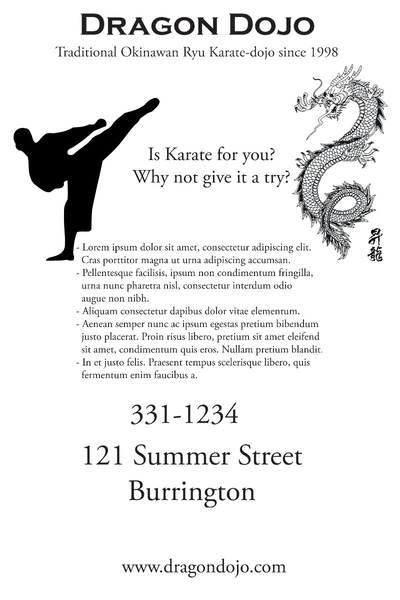 DRAGON DOJO
Traditional Okinawan Ryu Karate-dojo since 1998
Is Karate for you?
Why not give it a try?
昇龍
- Lorem ipsum dolor sit amet, consectetur adipiscing elit.
Cras porttitor magna ut urna adipiscing accumsan.
- Pellentesque facilisis, ipsum non condimentum fringilla,
urna nunc pharetra nisl, consectetur interdum odio
augue non nibh.
- Aliquam consectetur dapibus dolor vitae elementum.
- Aenean semper nunc ac ipsum egestas pretium bibendum
justo placerat. Proin risus libero, pretium sit amet eleifend
sit amet, condimentum quis eros. Nullam pretium blandit
- In et justo felis. Praesent tempus scelerisque libero, quis
fermentum enim faucibus a.
331-1234
121 Summer Street
Burrington
www.dragondojo.com